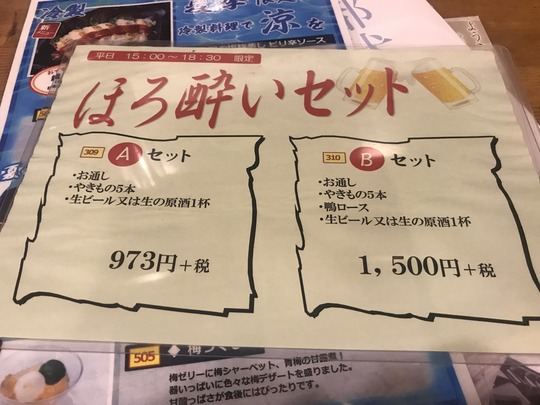 冷製
冷製料理で 涼を
ピリ辛ソース
平日 15:00～18:30 限定
ほろ酔いセット
309 A セット
・お通し
・やきもの5本
・生ビール又は生の原酒1杯
973円+税
310 B セット
・お通し
・やきもの5本
・鴨ロース
・生ビール又は生の原酒1杯
1,500円+税
505
梅ゼリーに梅シャーベット、青梅の甘露煮!
器いっぱいに色々な梅デザートを盛りました。
甘酸っぱさが食後にはぴったりです。